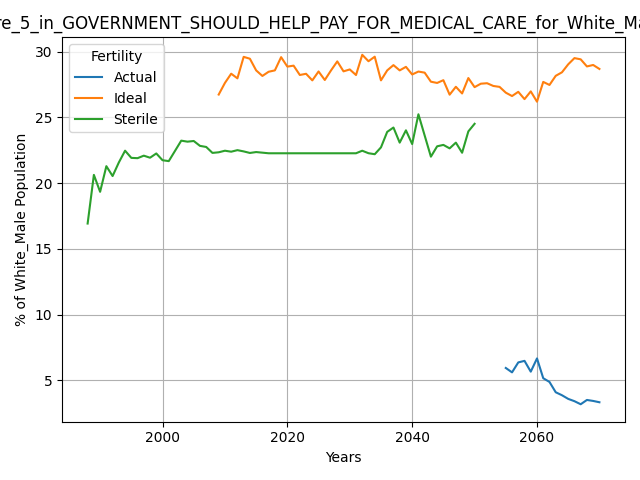 re_5_in_GOVERNMENT_SHOULD_HELP_PAY_FOR_MEDICAL_CARE_for_White_Ma
Fertility
Actual
Ideal
Sterile
% of White_Male Population
30
25
20
15
10
5
2000 2020 2040 2060
Years